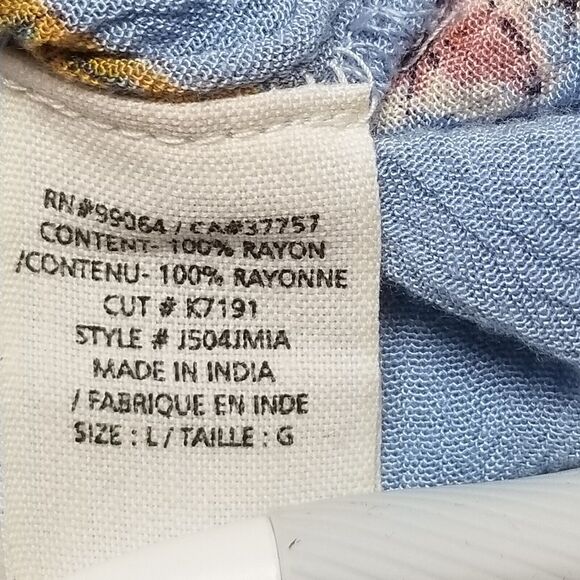 RN#99064 / CA#37757
CONTENT- 100% RAYON
/CONTENU- 100% RAYONNE
CUT # K7191
STYLE # J504JMIA
MADE IN INDIA
/ FABRIQUE EN INDE
SIZE : L / TAILLE : G